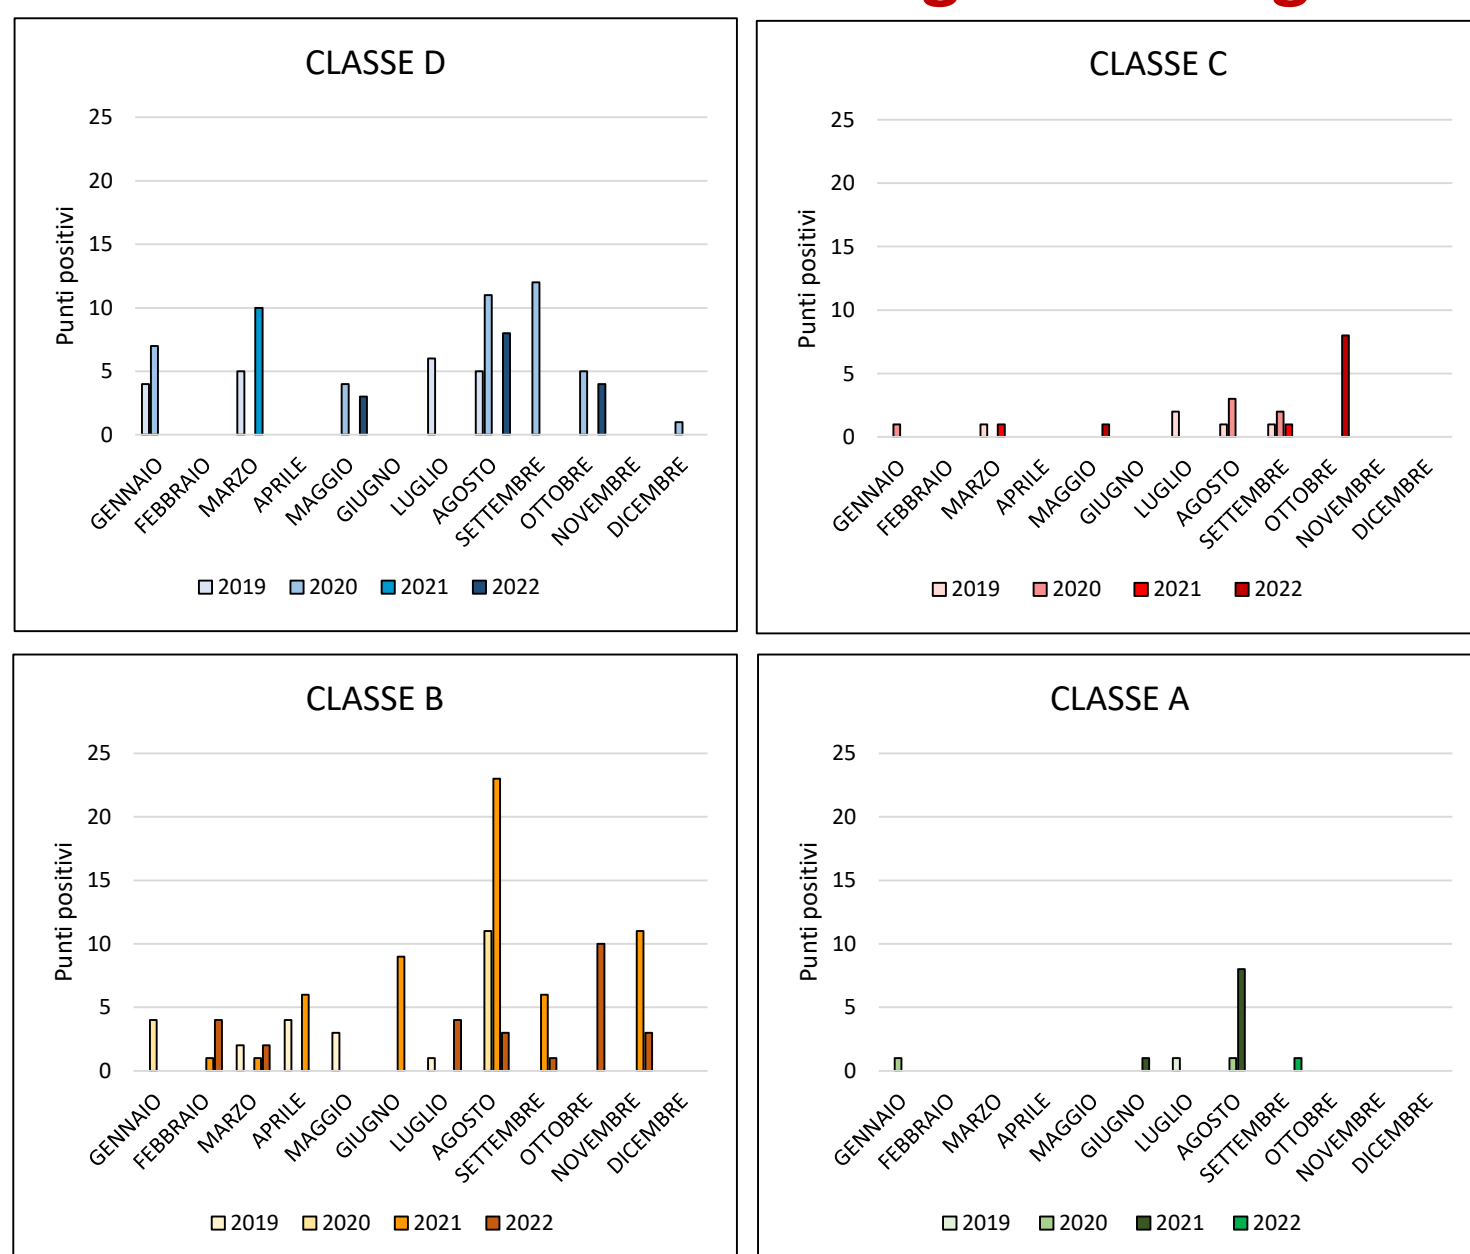 CLASSE D
25
20
15
10
5
0
Punti positivi
GENNAIO
FEBBRAIO
MARZO
APRILE
MAGGIO
GIUGNO
LUGLIO
AGOSTO
SETTEMBRE
OTTOBRE
NOVEMBRE
DICEMBRE
2019 2020 2021 2022
CLASSE C
25
20
15
10
5
0
Punti positivi
GENNAIO
FEBBRAIO
MARZO
APRILE
MAGGIO
GIUGNO
LUGLIO
AGOSTO
SETTEMBRE
OTTOBRE
NOVEMBRE
DICEMBRE
2019 2020 2021 2022
CLASSE B
25
20
15
10
5
0
Punti positivi
GENNAIO
FEBBRAIO
MARZO
APRILE
MAGGIO
GIUGNO
LUGLIO
AGOSTO
SETTEMBRE
OTTOBRE
NOVEMBRE
DICEMBRE
2019 2020 2021 2022
CLASSE A
25
20
15
10
5
0
Punti positivi
GENNAIO
FEBBRAIO
MARZO
APRILE
MAGGIO
GIUGNO
LUGLIO
AGOSTO
SETTEMBRE
OTTOBRE
NOVEMBRE
DICEMBRE
2019 2020 2021 2022